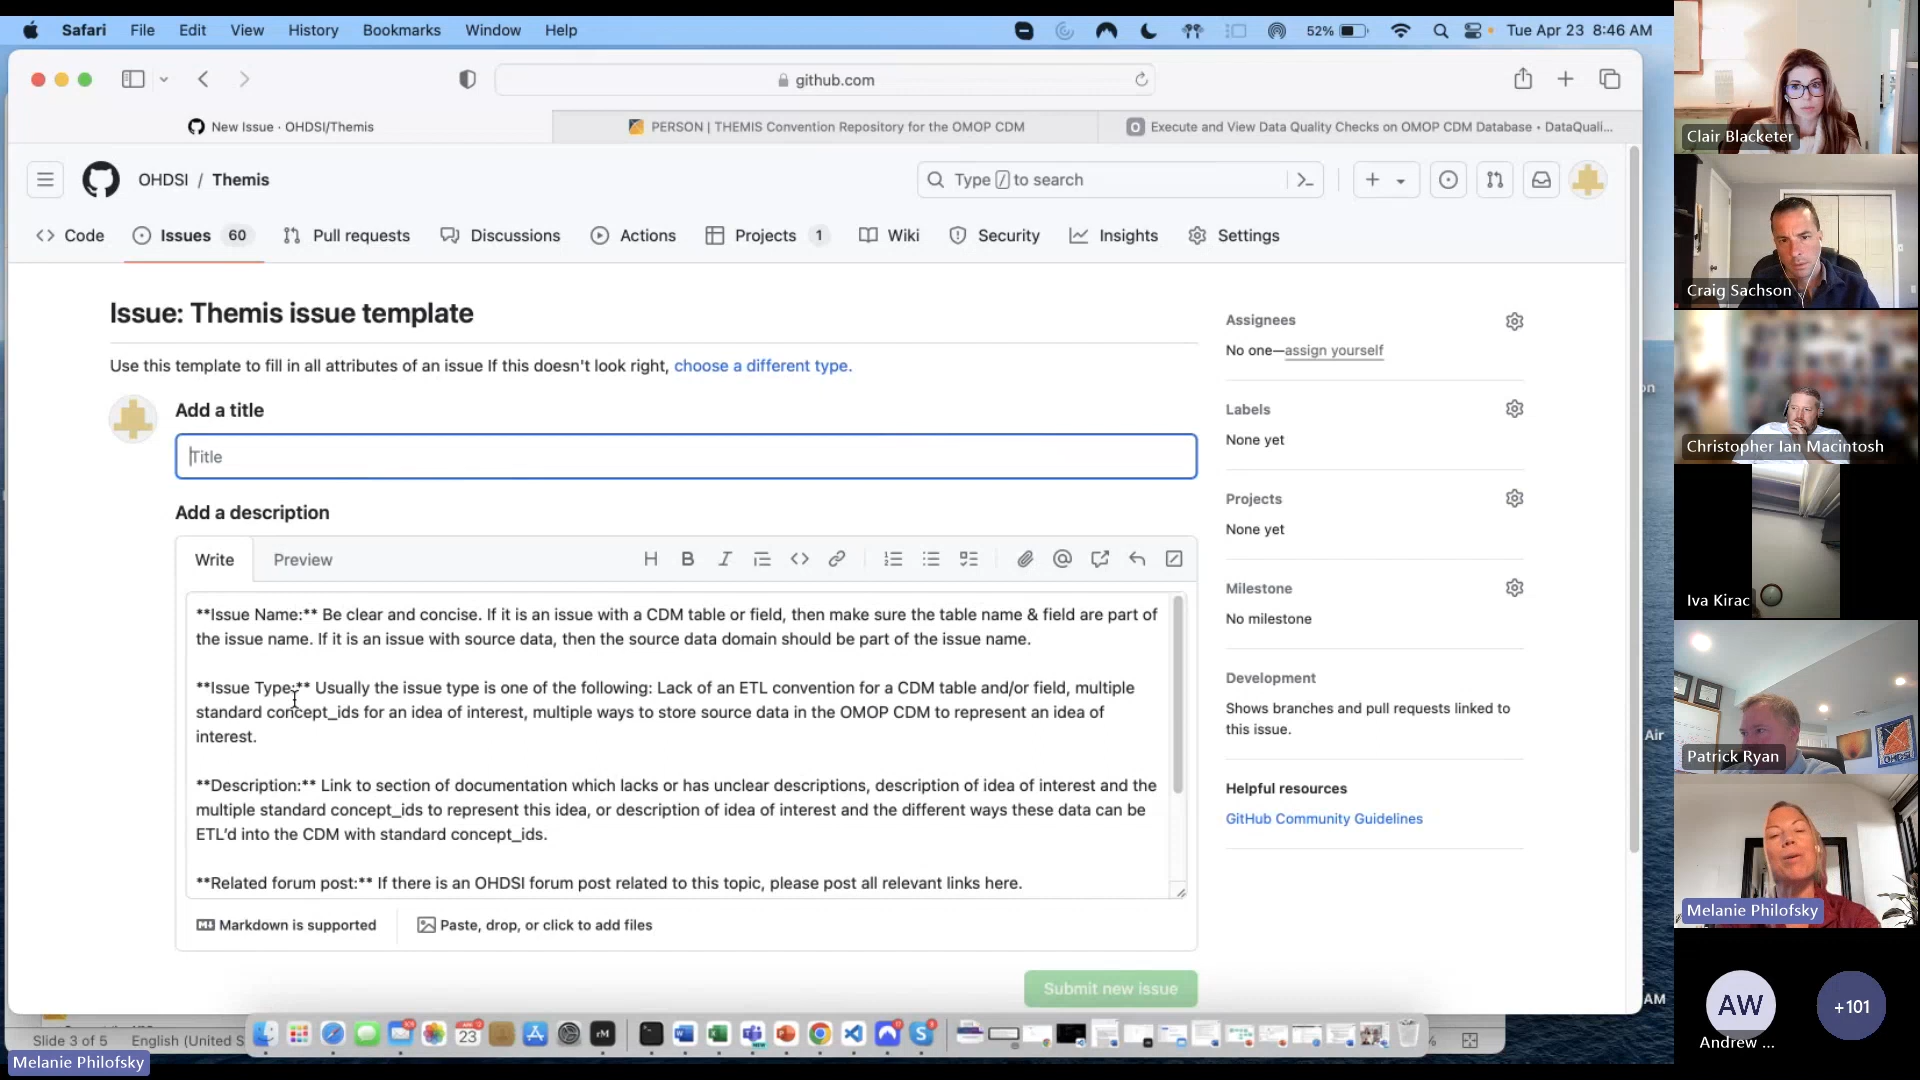 Safari File Edit View History Bookmarks Window Help
52% Tue Apr 23 8:46 AM
github.com
New Issue · OHDSI/Themis
PERSON | THEMIS Convention Repository for the OMOP CDM
Execute and View Data Quality Checks on OMOP CDM Database • DataQuali...
OHDSI / Themis
Type / to search
Code
Issues 60
Pull requests
Discussions
Actions
Projects 1
Wiki
Security
Insights
Settings
Issue: Themis issue template
Use this template to fill in all attributes of an issue If this doesn't look right, choose a different type.
Add a title
Title
Add a description
Write Preview
**Issue Name:** Be clear and concise. If it is an issue with a CDM table or field, then make sure the table name & field are part of
the issue name. If it is an issue with source data, then the source data domain should be part of the issue name.
**Issue Type:** Usually the issue type is one of the following: Lack of an ETL convention for a CDM table and/or field, multiple
standard concept_ids for an idea of interest, multiple ways to store source data in the OMOP CDM to represent an idea of
interest.
**Description:** Link to section of documentation which lacks or has unclear descriptions, description of idea of interest and the
multiple standard concept_ids to represent this idea, or description of idea of interest and the different ways these data can be
ETL’d into the CDM with standard concept_ids.
**Related forum post:** If there is an OHDSI forum post related to this topic, please post all relevant links here.
Markdown is supported
Paste, drop, or click to add files
Submit new issue
Assignees
No one—assign yourself
Labels
None yet
Projects
None yet
Milestone
No milestone
Development
Shows branches and pull requests linked to
this issue.
Helpful resources
GitHub Community Guidelines
on
Air
AM
Slide 3 of 5
English (United S
23
rM
Melanie Philofsky
Clair Blacketer
Craig Sachson
Christopher Ian Macintosh
Iva Kirac
Patrick Ryan
OHDSI
Melanie Philofsky
AW
Andrew ...
+101